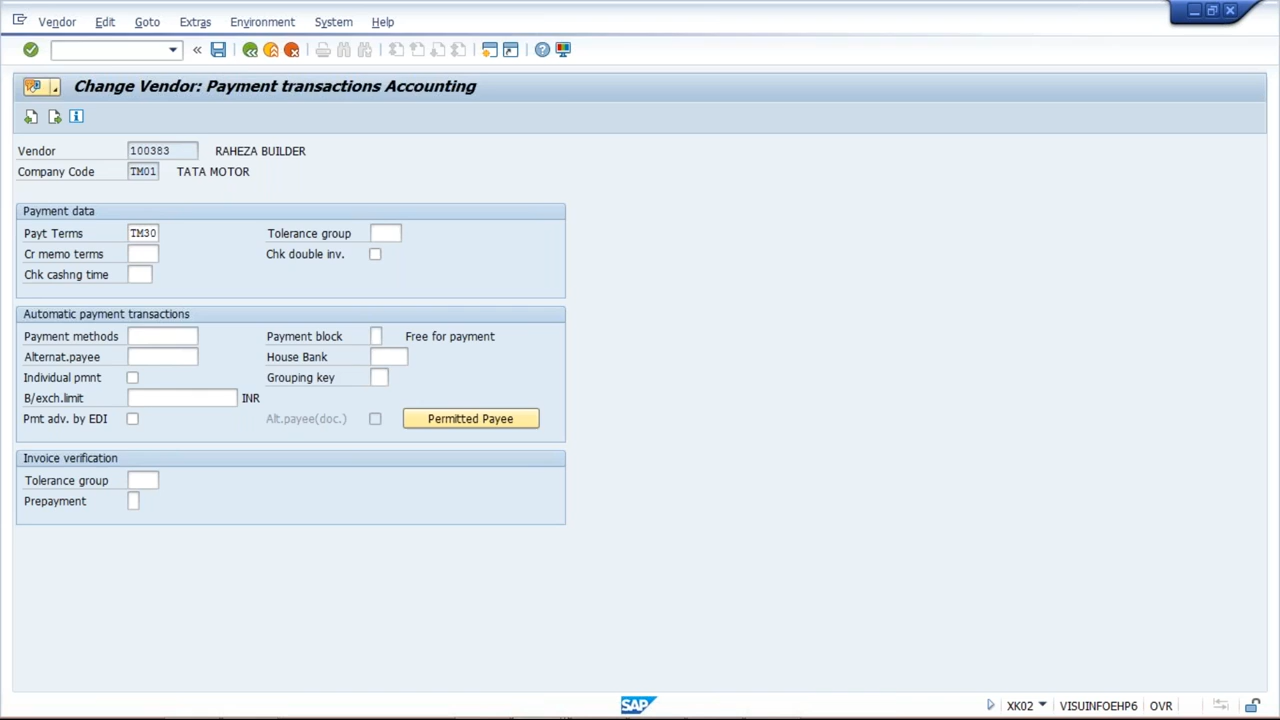 Vendor Edit Goto Extras Environment System Help
Change Vendor: Payment transactions Accounting
Vendor 100383 RAHEZA BUILDER
Company Code TM01 TATA MOTOR
Payment data
Payt Terms TM30 Tolerance group
Cr memo terms Chk double inv.
Chk cashng time
Automatic payment transactions
Payment methods Payment block Free for payment
Alternat.payee House Bank
Individual pmnt Grouping key
B/exch.limit INR
Pmt adv. by EDI Alt.payee(doc.) Permitted Payee
Invoice verification
Tolerance group
Prepayment
SAP XK02 VISUINFOEHP6 OVR